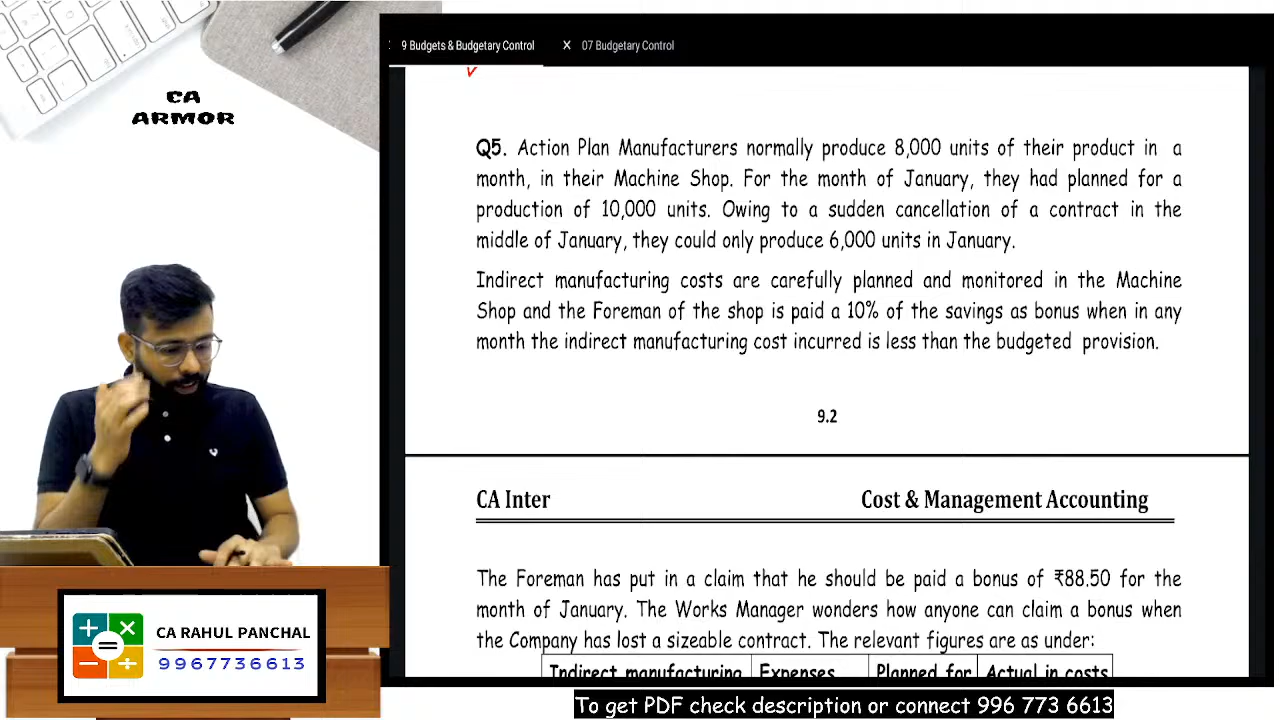 CA
ARMOR
9 Budgets & Budgetary Control
07 Budgetary Control
Q5. Action Plan Manufacturers normally produce 8,000 units of their product in a
month, in their Machine Shop. For the month of January, they had planned for a
production of 10,000 units. Owing to a sudden cancellation of a contract in the
middle of January, they could only produce 6,000 units in January.
Indirect manufacturing costs are carefully planned and monitored in the Machine
Shop and the Foreman of the shop is paid a 10% of the savings as bonus when in any
month the indirect manufacturing cost incurred is less than the budgeted provision.
9.2
CA Inter Cost & Management Accounting
The Foreman has put in a claim that he should be paid a bonus of ₹88.50 for the
month of January. The Works Manager wonders how anyone can claim a bonus when
the Company has lost a sizeable contract. The relevant figures are as under:
Indirect manufacturing Expenses Planned for Actual in costs
CA RAHUL PANCHAL
9967736613
To get PDF check description or connect 996 773 6613